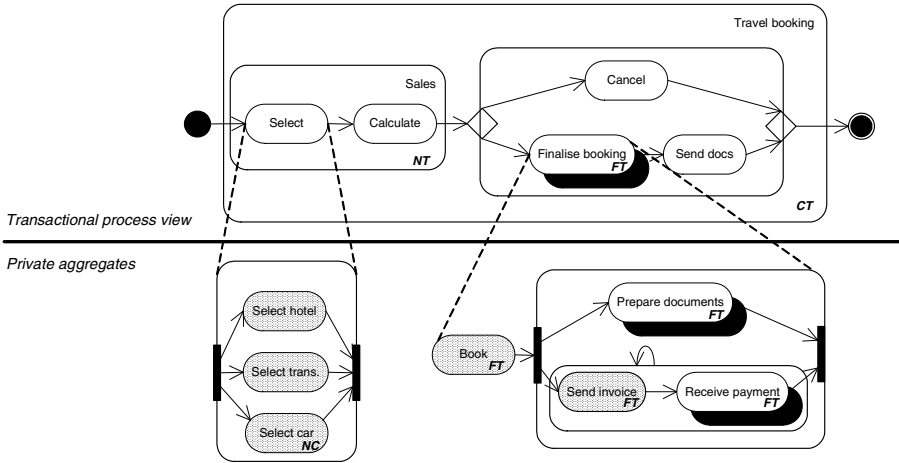 Travel booking
Sales
Cancel
Select
Calculate
NT
Finalise booking
FT
Send docs
CT
Transactional process view
Private aggregates
Select hotel
Select trans.
Select car
NC
Book
FT
Prepare documents
FT
Send invoice
FT
Receive payment
FT